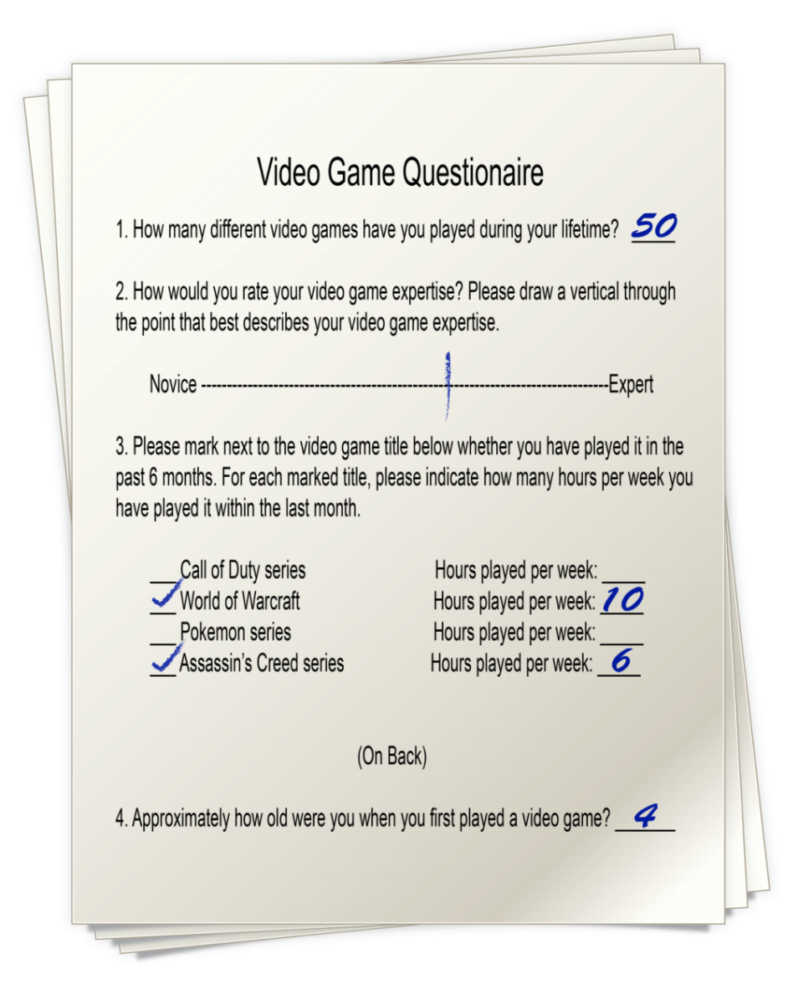 Video Game Questionaire
1. How many different video games have you played during your lifetime? 50
2. How would you rate your video game expertise? Please draw a vertical through
the point that best describes your video game expertise.
Novice -------------------------------------------------------------------------------Expert
3. Please mark next to the video game title below whether you have played it in the
past 6 months. For each marked title, please indicate how many hours per week you
have played it within the last month.
___ Call of Duty series Hours played per week: ____
✓ World of Warcraft Hours played per week: 10
___ Pokemon series Hours played per week: ____
✓ Assassin's Creed series Hours played per week: 6
(On Back)
4. Approximately how old were you when you first played a video game? 4